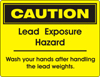 CAUTION
Lead Exposure
Hazard
Wash your hands after handling
the lead weights.